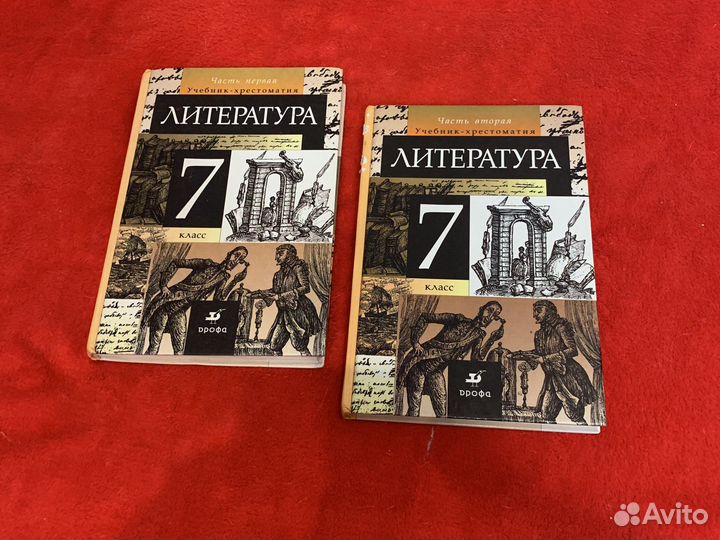 Часть первая
Учебник-хрестоматия
ЛИТЕРАТУРА
7
класс
дрофа
Часть вторая
Учебник-хрестоматия
ЛИТЕРАТУРА
7
класс
дрофа
Avito